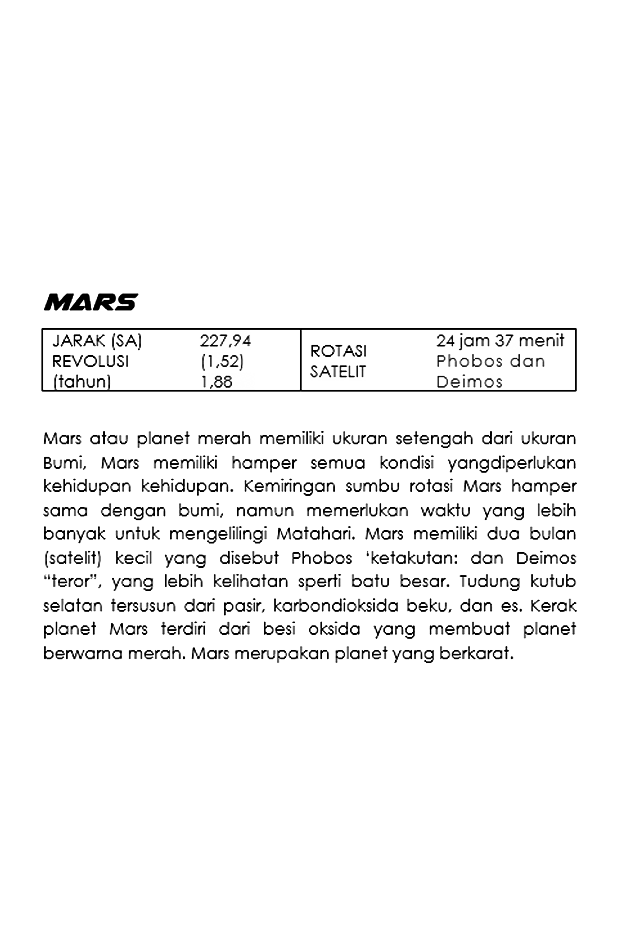 MARS
JARAK (SA) 227,94
REVOLUSI (1,52)
(tahun) 1,88
ROTASI
SATELIT
24 jam 37 menit
Phobos dan
Deimos
Mars atau planet merah memiliki ukuran setengah dari ukuran
Bumi, Mars memiliki hamper semua kondisi yangdiperlukan
kehidupan kehidupan. Kemiringan sumbu rotasi Mars hamper
sama dengan bumi, namun memerlukan waktu yang lebih
banyak untuk mengelilingi Matahari. Mars memiliki dua bulan
(satelit) kecil yang disebut Phobos ‘ketakutan: dan Deimos
“teror”, yang lebih kelihatan sperti batu besar. Tudung kutub
selatan tersusun dari pasir, karbondioksida beku, dan es. Kerak
planet Mars terdiri dari besi oksida yang membuat planet
berwarna merah. Mars merupakan planet yang berkarat.